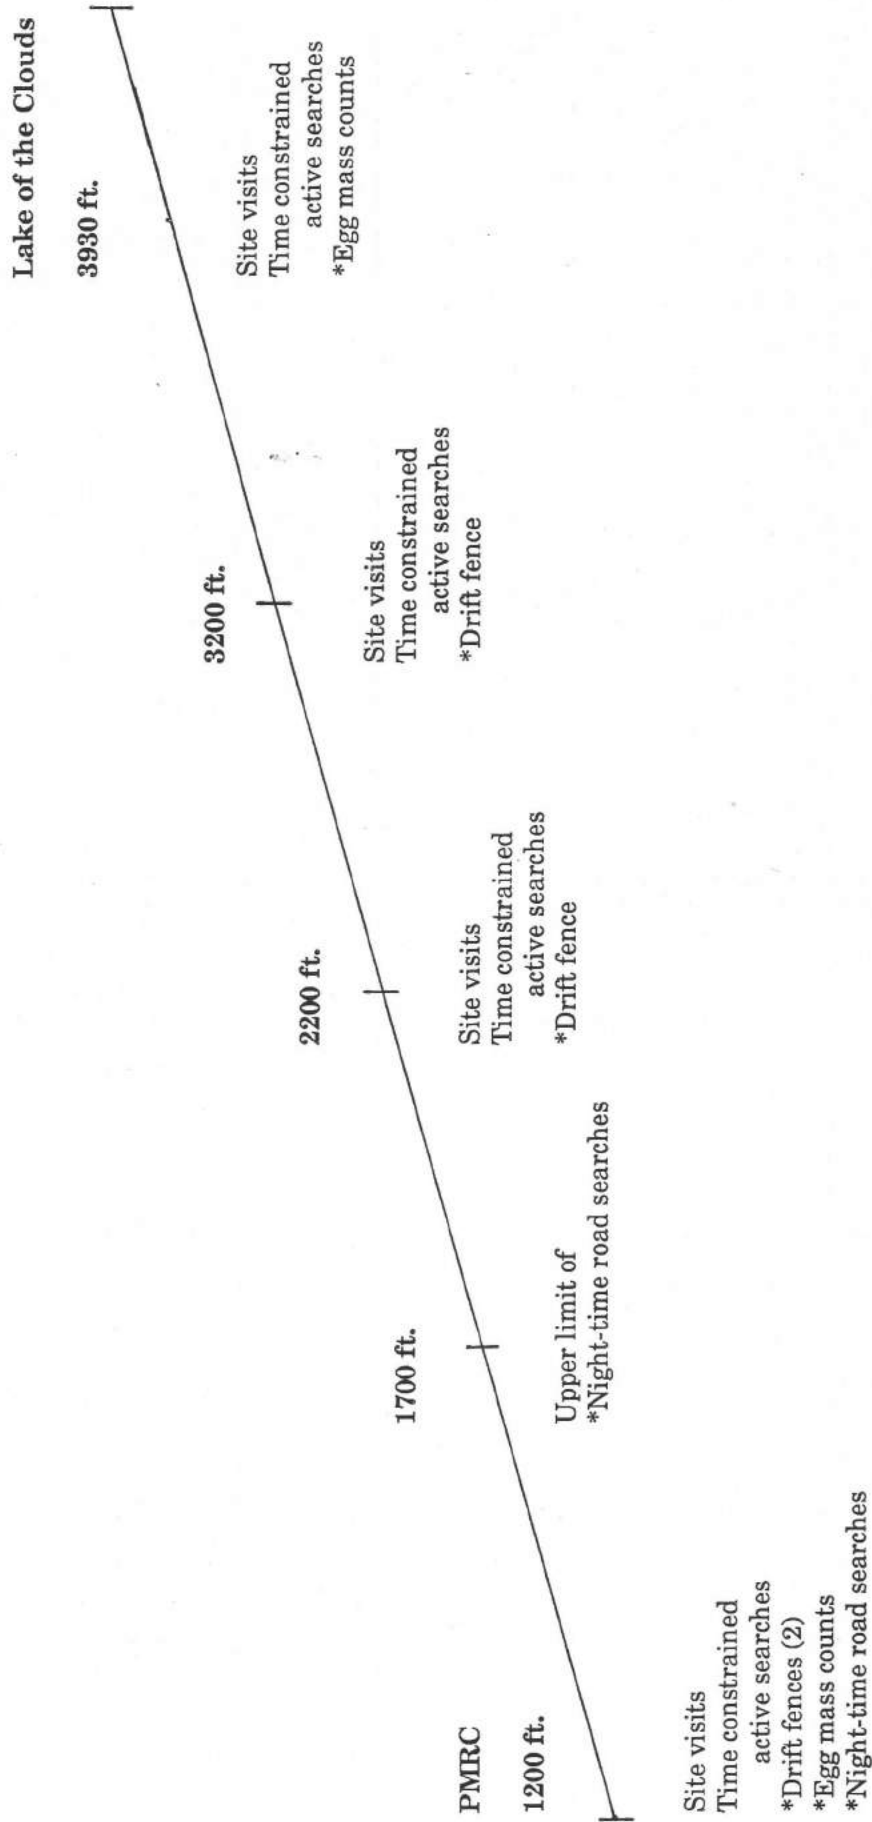 Lake of the Clouds
3930 ft.
Site visits
Time constrained
active searches
*Egg mass counts
3200 ft.
Site visits
Time constrained
active searches
*Drift fence
2200 ft.
Site visits
Time constrained
active searches
*Drift fence
1700 ft.
Upper limit of
*Night-time road searches
PMRC
1200 ft.
Site visits
Time constrained
active searches
*Drift fences (2)
*Egg mass counts
*Night-time road searches